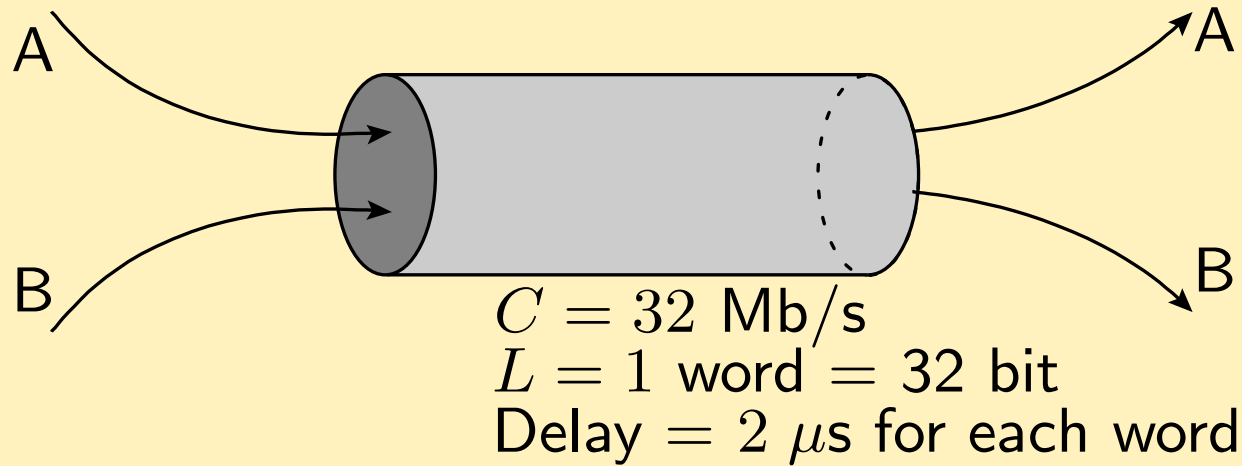 A
A
B
B
C = 32 Mb/s
L = 1 word = 32 bit
Delay = 2 μs for each word